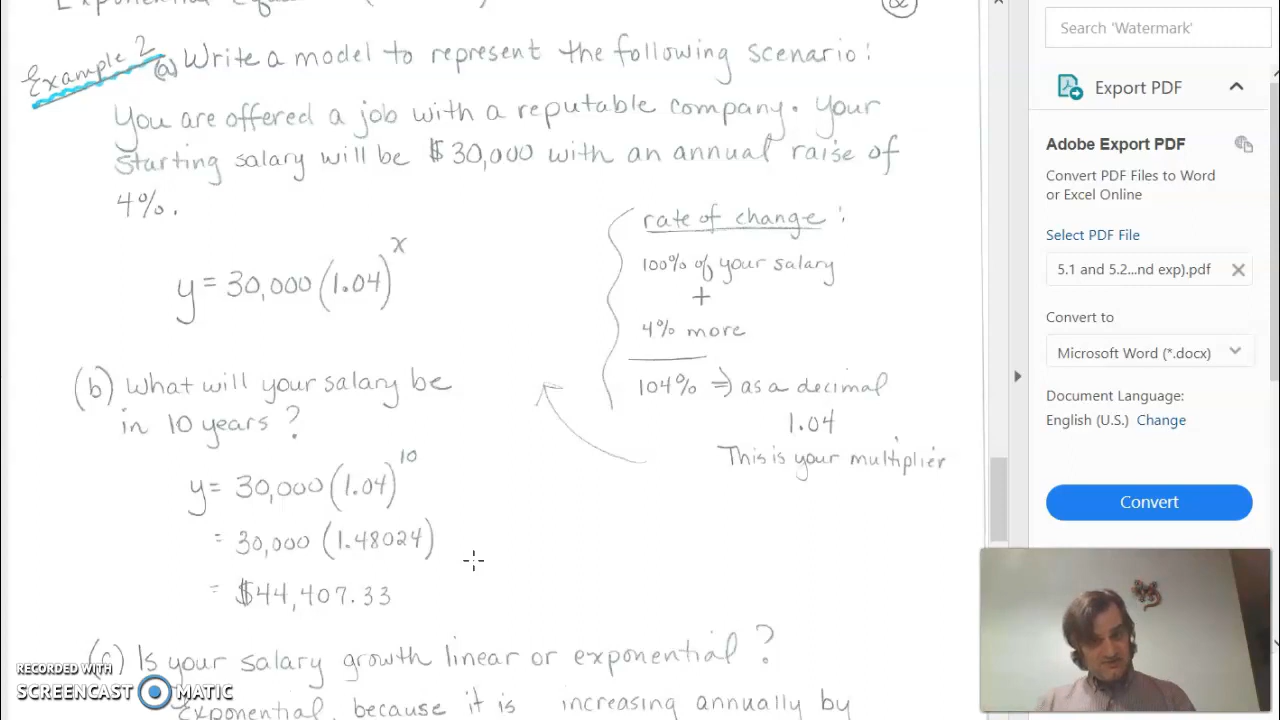 Exponential
Example 2 (a) Write a model to represent the following scenario:
You are offered a job with a reputable company. Your
starting salary will be $30,000 with an annual raise of
4%.
y = 30,000 (1.04)^x
rate of change:
100% of your salary
+
4% more
104% ⇒ as a decimal
1.04
This is your multiplier
(b) What will your salary be
in 10 years?
y = 30,000 (1.04)^10
= 30,000 (1.48024)
= $44,407.33
(c) Is your salary growth linear or exponential?
Exponential, because it is increasing annually by
RECORDED WITH
SCREENCAST MATIC
Search 'Watermark'
Export PDF
Adobe Export PDF
Convert PDF Files to Word
or Excel Online
Select PDF File
5.1 and 5.2...nd exp).pdf
Convert to
Microsoft Word (*.docx)
Document Language:
English (U.S.) Change
Convert